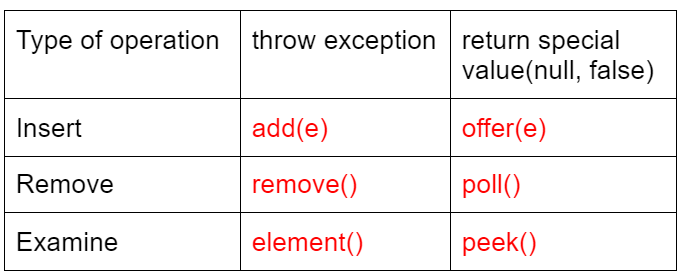 Type of operation
throw exception
return special
value(null, false)
Insert
add(e)
offer(e)
Remove
remove()
poll()
Examine
element()
peek()